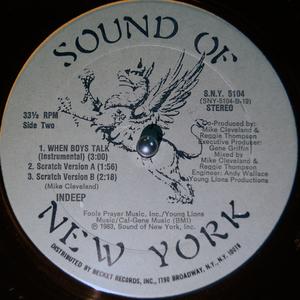 SOUND OF
33⅓ RPM
Side Two
S.N.Y. 5104
(SNY-5104-B-12)
STEREO
1. WHEN BOYS TALK
(Instrumental) (3:00)
2. Scratch Version A (1:56)
3. Scratch Version B (2:18)
(Mike Cleveland)
INDEEP
Co-Produced by:
Mike Cleveland &
Reggie Thompson
Executive Producer:
Gene Griffin
Mixed by
Mike Cleveland &
Reggie Thompson
Engineer: Andy Wallace
Young Lions Productions
Fools Prayer Music, Inc./Young Lions
Music/Cal-Gene Music (BMI)
℗ 1983, Sound of New York, Inc.
NEW YORK
DISTRIBUTED BY BECKET RECORDS, INC., 1790 BROADWAY, N.Y., N.Y. 10019